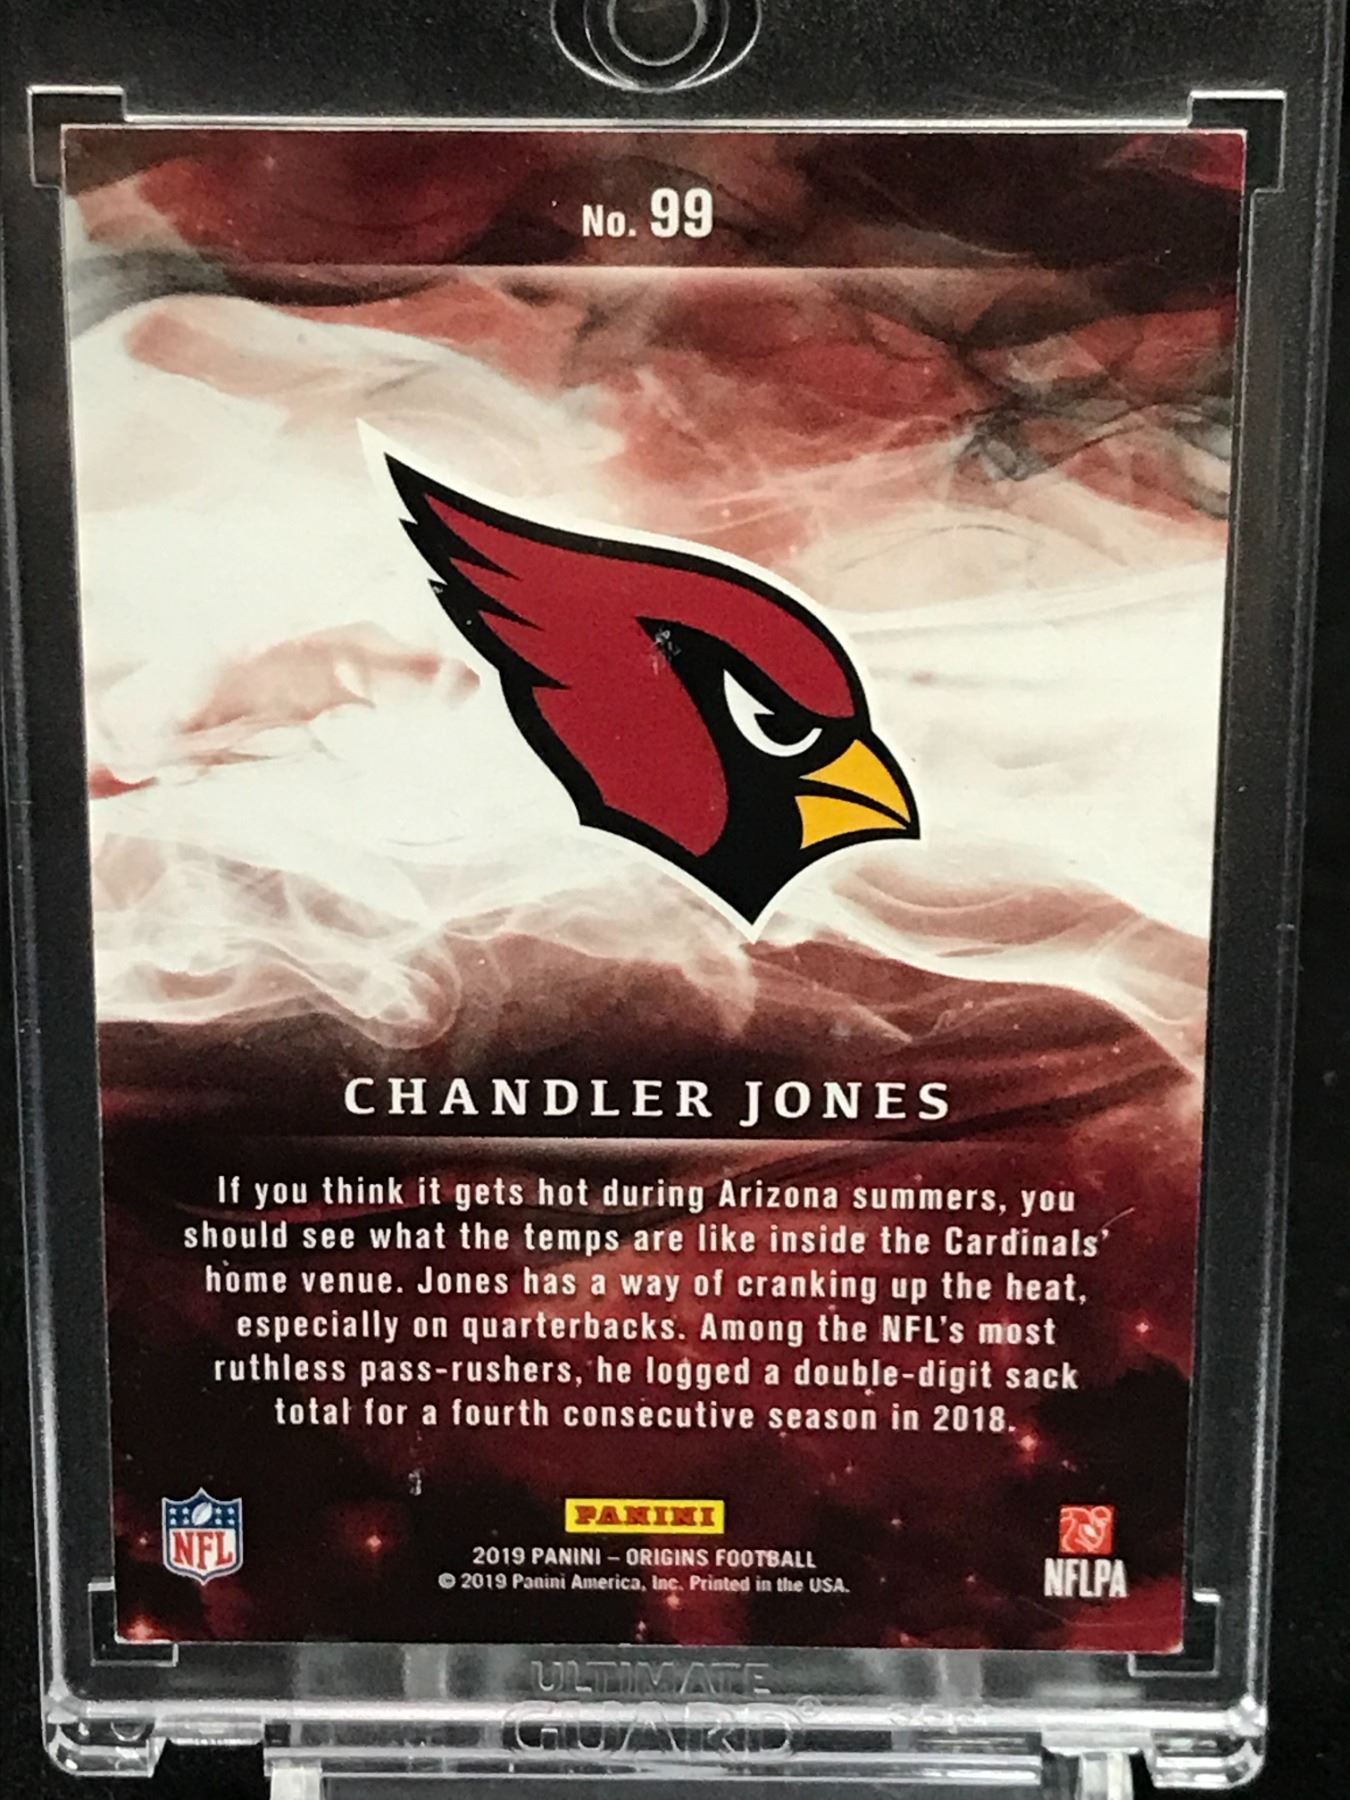 No. 99
CHANDLER JONES
If you think it gets hot during Arizona summers, you
should see what the temps are like inside the Cardinals'
home venue. Jones has a way of cranking up the heat,
especially on quarterbacks. Among the NFL's most
ruthless pass-rushers, he logged a double-digit sack
total for a fourth consecutive season in 2018.
NFL
PANINI
2019 PANINI – ORIGINS FOOTBALL
© 2019 Panini America, Inc. Printed in the USA.
NFLPA
ULTIMATE
GUARD®